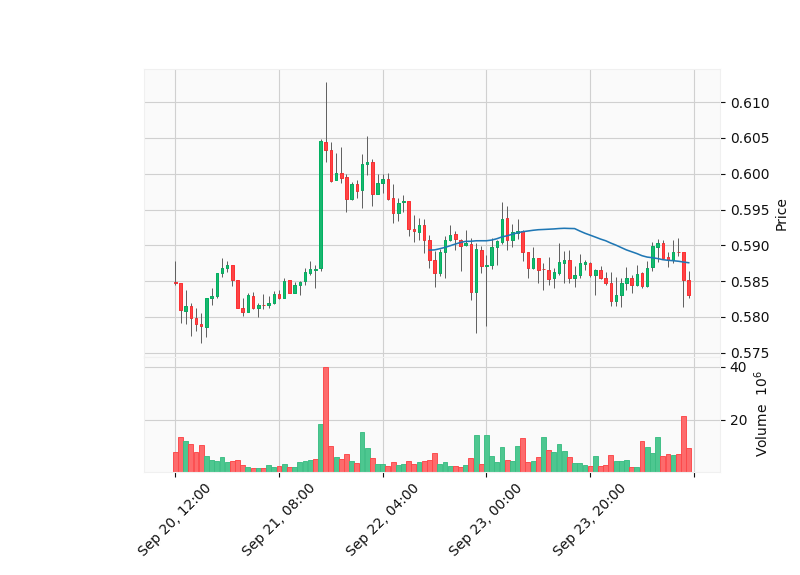 0.610
0.605
0.600
0.595
0.590
0.585
0.580
0.575
Price
40
20
Volume 10^6
Sep 20, 12:00
Sep 21, 08:00
Sep 22, 04:00
Sep 23, 00:00
Sep 23, 20:00